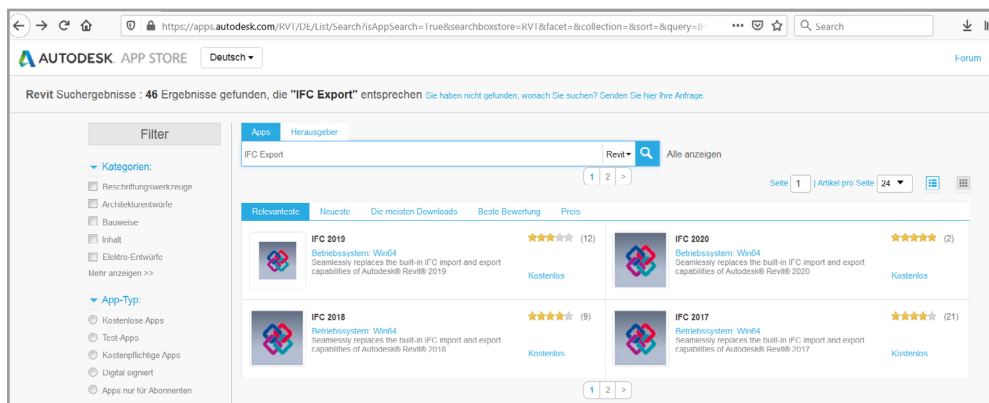 https://apps.autodesk.com/RVT/DE/List/Search?isAppSearch=True&searchboxstore=RVT&facet=&collection=&sort=&query=IF
Search
AUTODESK. APP STORE
Deutsch
Forum
Revit Suchergebnisse : 46 Ergebnisse gefunden, die "IFC Export" entsprechen Sie haben nicht gefunden, wonach Sie suchen? Senden Sie hier Ihre Anfrage.
Filter
Kategorien:
Beschriftungswerkzeuge
Architekturentwürfe
Bauweise
Inhalt
Elektro-Entwürfe
Mehr anzeigen >>
App-Typ:
Kostenlose Apps
Test-Apps
Kostenpflichtige Apps
Digital signiert
Apps nur für Abonnenten
Apps Herausgeber
IFC Export Revit Alle anzeigen
1 2 >
Seite 1 | Artikel pro Seite 24
Relevanteste Neueste Die meisten Downloads Beste Bewertung Preis
IFC 2019 (12)
Betriebssystem: Win64
Seamlessly replaces the built-in IFC import and export
capabilities of Autodesk® Revit® 2019
Kostenlos
IFC 2020 (2)
Betriebssystem: Win64
Seamlessly replaces the built-in IFC import and export
capabilities of Autodesk® Revit® 2020
Kostenlos
IFC 2018 (9)
Betriebssystem: Win64
Seamlessly replaces the built-in IFC import and export
capabilities of Autodesk® Revit® 2018
Kostenlos
IFC 2017 (21)
Betriebssystem: Win64
Seamlessly replaces the built-in IFC import and export
capabilities of Autodesk® Revit® 2017
Kostenlos
1 2 >